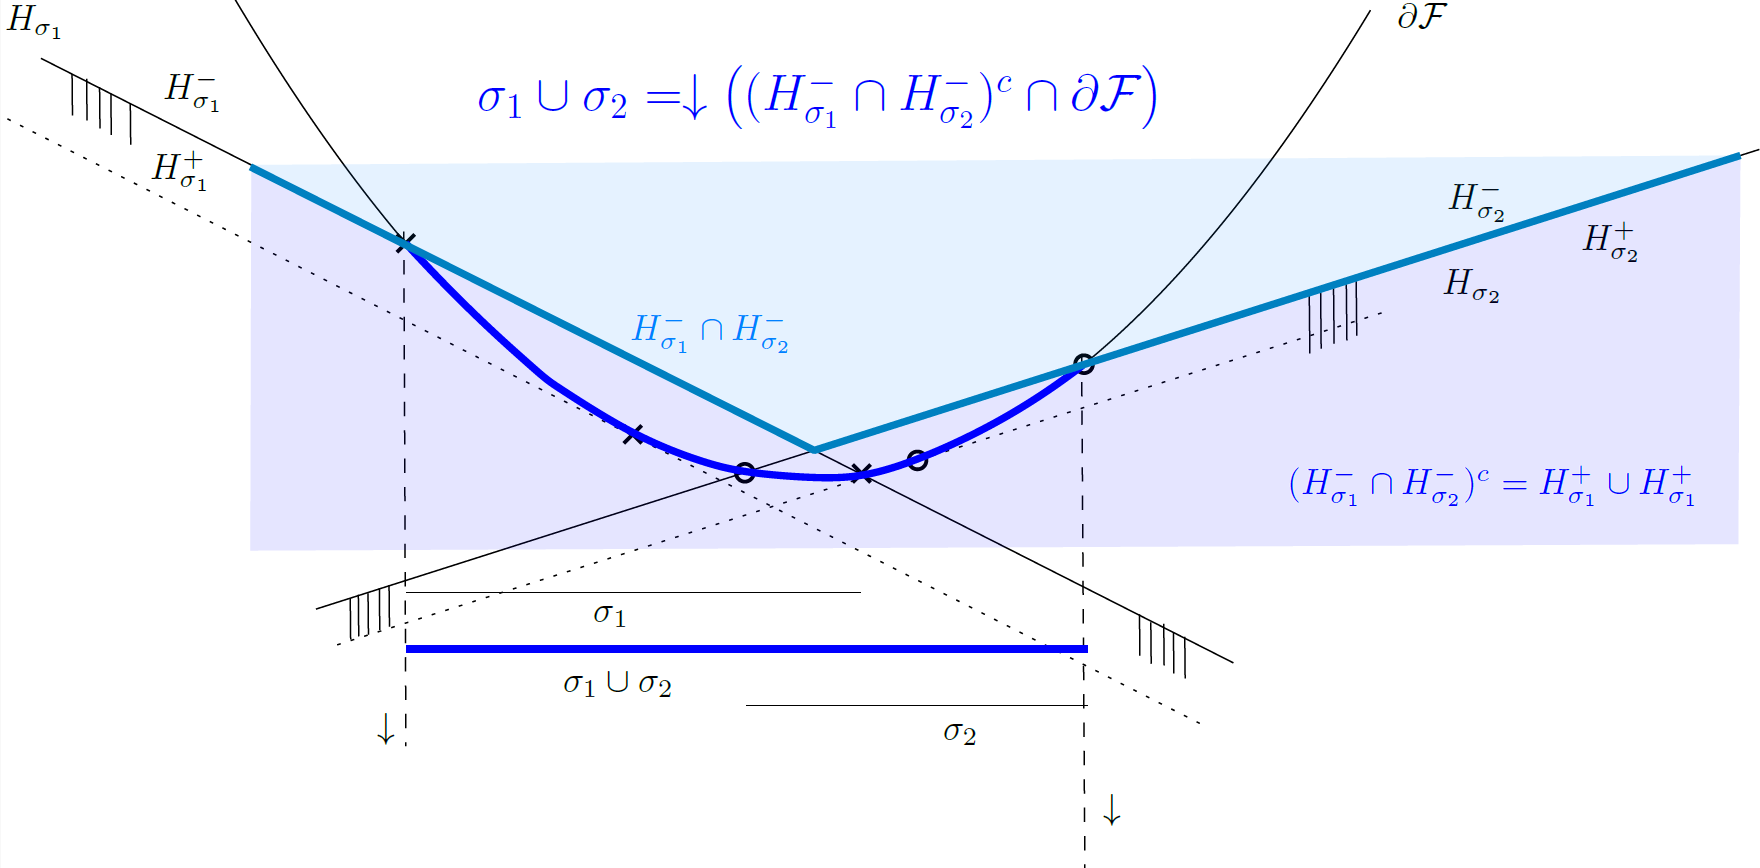 H_{σ_1}
∂ℱ
H^-_{σ_1}
σ_1 ∪ σ_2 =↓ ((H^-_{σ_1} ∩ H^-_{σ_2})^c ∩ ∂ℱ)
H^+_{σ_1}
H^-_{σ_2}
H^+_{σ_2}
H_{σ_2}
H^-_{σ_1} ∩ H^-_{σ_2}
(H^-_{σ_1} ∩ H^-_{σ_2})^c = H^+_{σ_1} ∪ H^+_{σ_1}
σ_1
σ_1 ∪ σ_2
↓
σ_2
↓